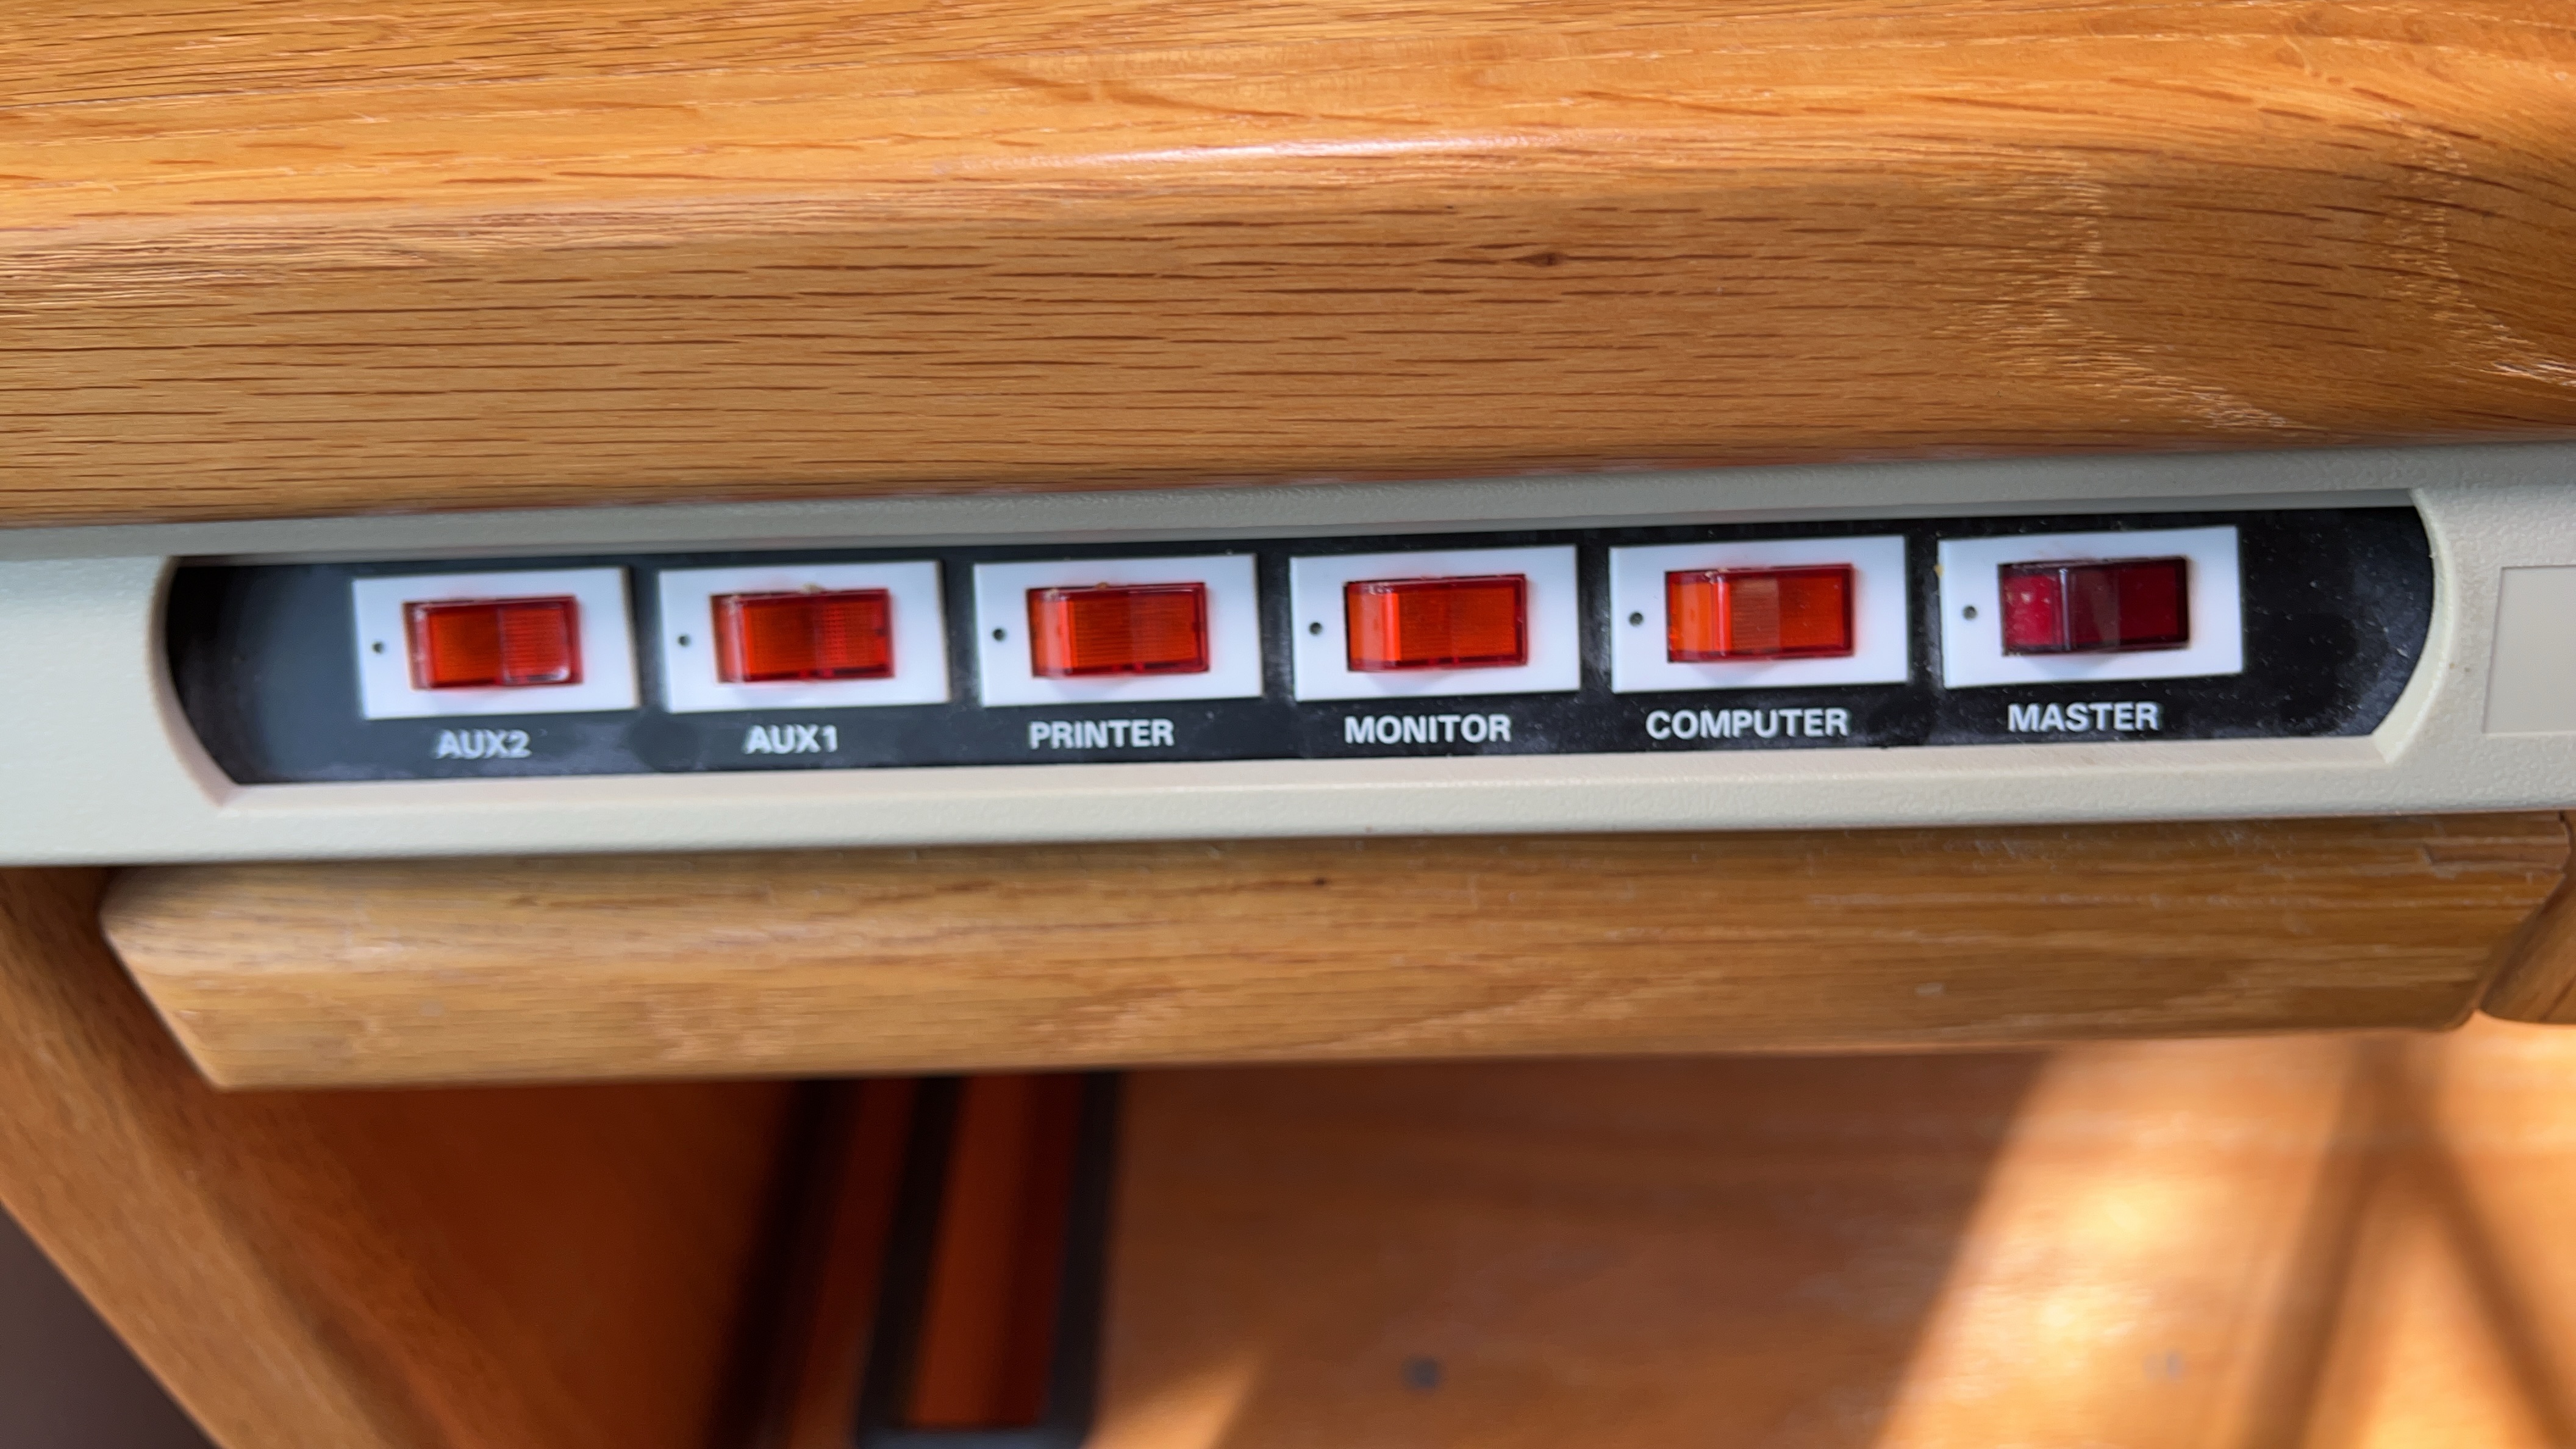 AUX2 AUX1 PRINTER MONITOR COMPUTER MASTER